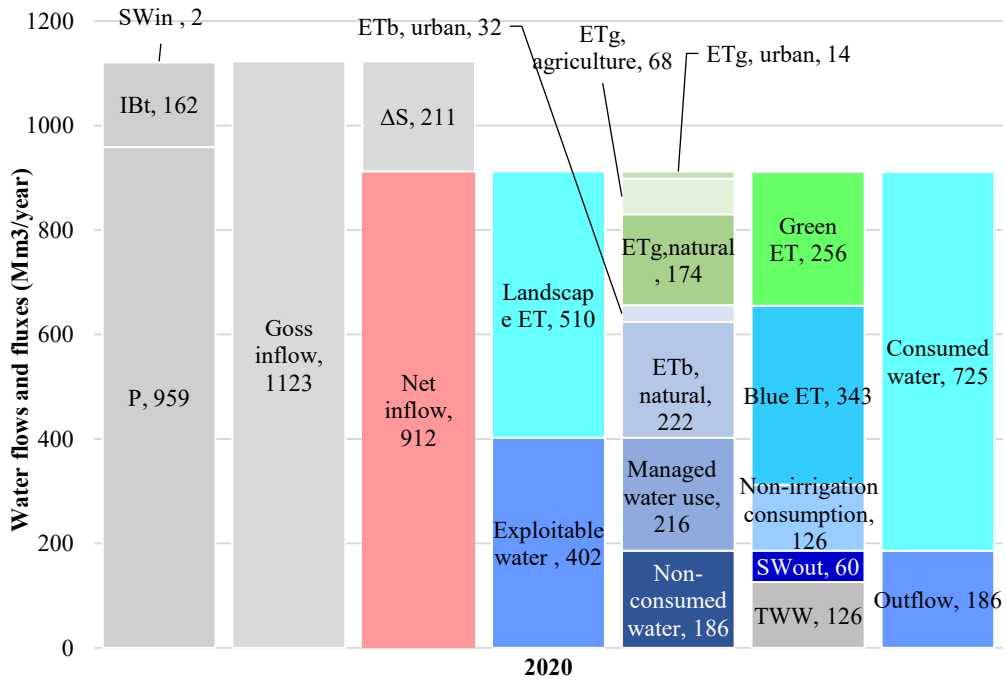 1200
1000
800
600
400
200
0
Water flows and fluxes (Mm3/year)
SWin , 2
IBt, 162
P, 959
Goss
inflow,
1123
ΔS, 211
Net
inflow,
912
Landscap
e ET, 510
Exploitable
water , 402
ETb, urban, 32
ETg,
agriculture, 68
ETg, urban, 14
ETg,natural
, 174
ETb,
natural,
222
Managed
water use,
216
Non-
consumed
water, 186
Green
ET, 256
Blue ET, 343
Non-irrigation
consumption,
126
SWout, 60
TWW, 126
Consumed
water, 725
Outflow, 186
2020